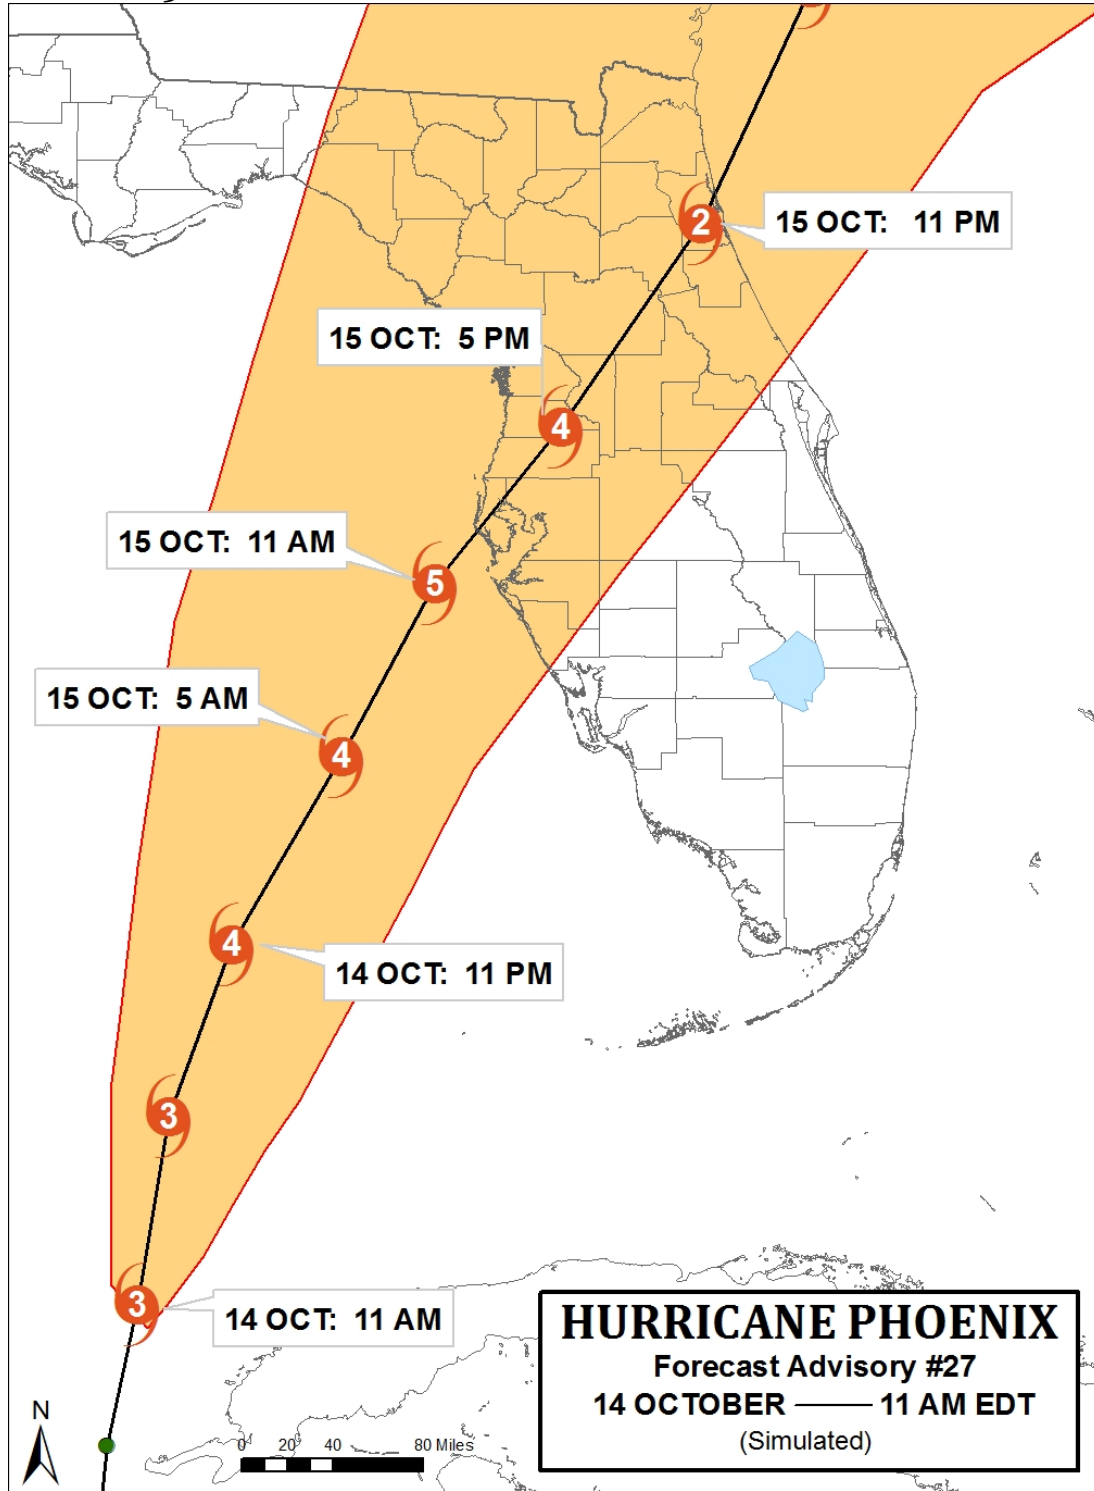 2
15 OCT: 11 PM
15 OCT: 5 PM
4
15 OCT: 11 AM
5
15 OCT: 5 AM
4
4
14 OCT: 11 PM
3
3
14 OCT: 11 AM
HURRICANE PHOENIX
Forecast Advisory #27
14 OCTOBER —— 11 AM EDT
(Simulated)
N
0 20 40 80 Miles